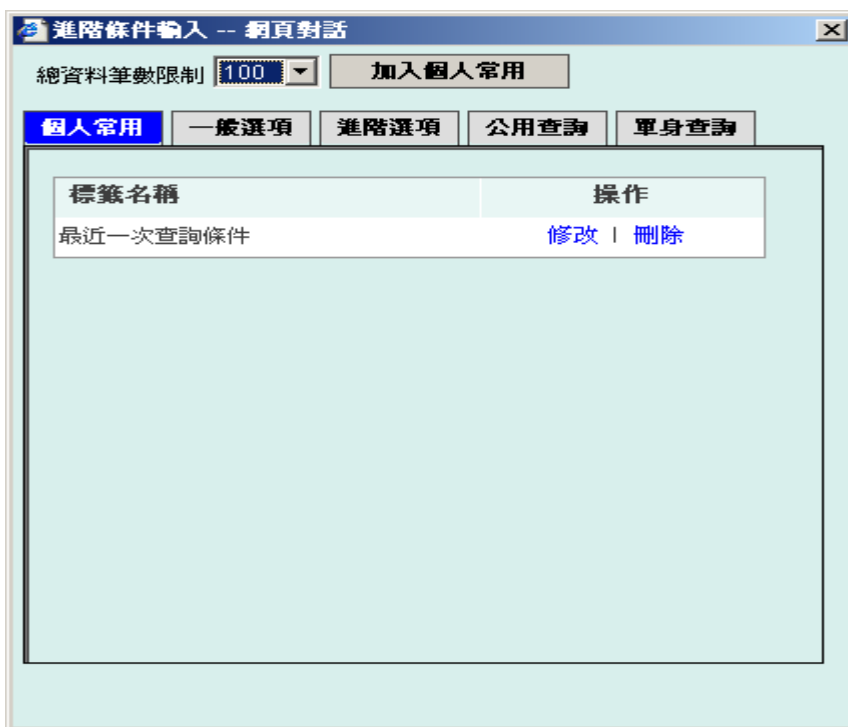 進階條件輸入 -- 網頁對話
總資料筆數限制 100 加入個人常用
個人常用 一般選項 進階選項 公用查詢 單身查詢
標籤名稱 操作
最近一次查詢條件 修改 | 刪除